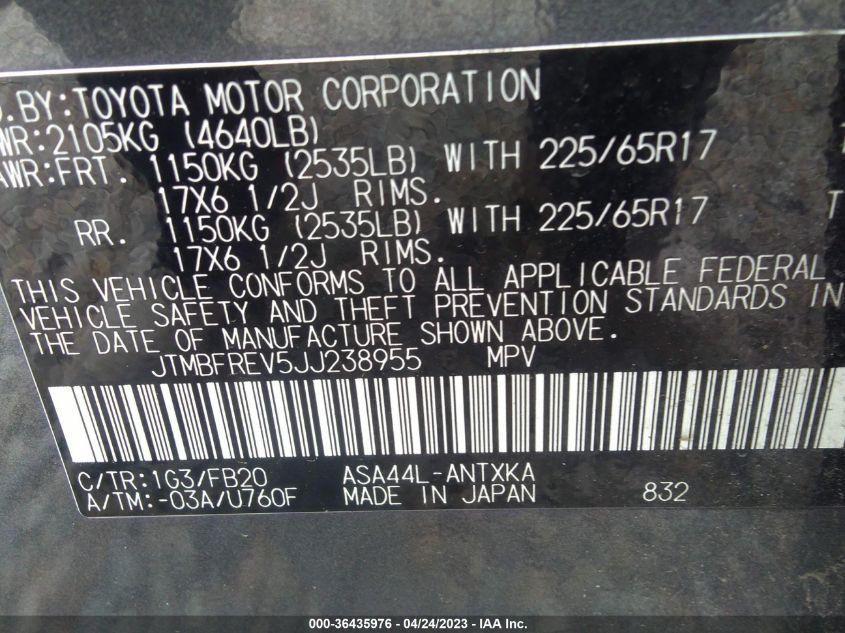 D.BY:TOYOTA MOTOR CORPORATION
WR:2105KG (4640LB)
AWR:FRT. 1150KG (2535LB) WITH 225/65R17
17X6 1/2J RIMS.
RR. 1150KG (2535LB) WITH 225/65R17 T
17X6 1/2J RIMS.
THIS VEHICLE CONFORMS TO ALL APPLICABLE FEDERAL
VEHICLE SAFETY AND THEFT PREVENTION STANDARDS IN
THE DATE OF MANUFACTURE SHOWN ABOVE.
JTMBFREV5JJ238955 MPV
C/TR:1G3/FB20 ASA44L-ANTXKA
A/TM:-03A/U760F MADE IN JAPAN 832
000-36435976 - 04/24/2023 - IAA Inc.